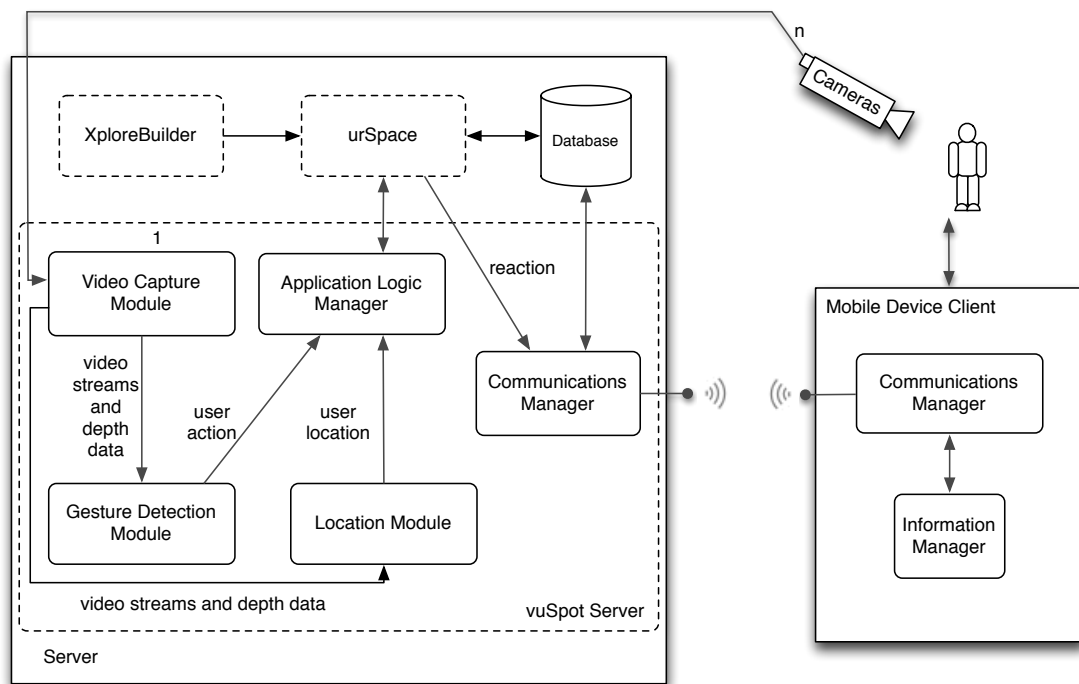 n
Cameras
XploreBuilder
urSpace
Database
1
Video Capture
Module
Application Logic
Manager
reaction
Mobile Device Client
video
streams
and
depth
data
user
action
user
location
Communications
Manager
Communications
Manager
Gesture Detection
Module
Location Module
Information
Manager
video streams and depth data
vuSpot Server
Server